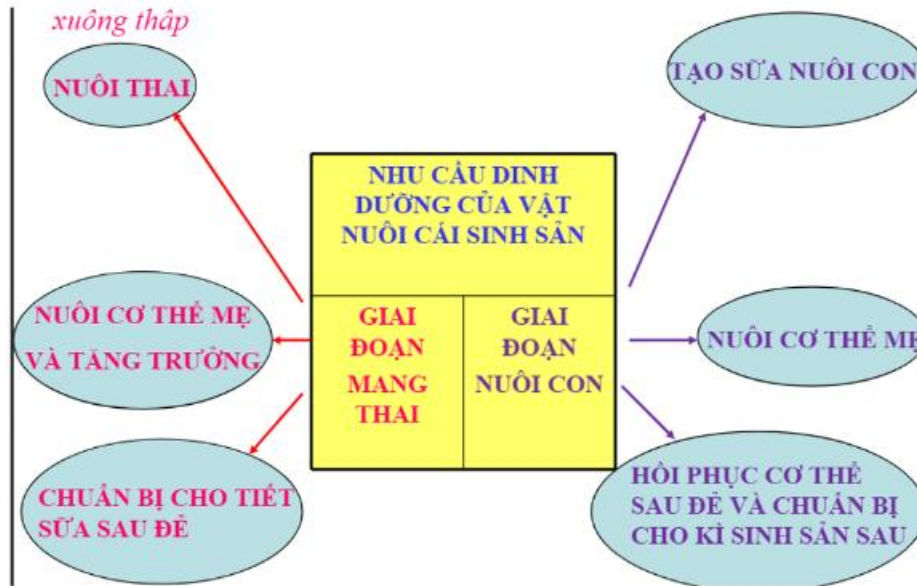 xuông thâp
NUÔI THAI
TẠO SỮA NUÔI CON
NHU CẦU DINH
DƯỠNG CỦA VẬT
NUÔI CÁI SINH SẢN
NUÔI CƠ THỂ MẸ
VÀ TĂNG TRƯỞNG
GIAI
ĐOẠN
MANG
THAI
GIAI
ĐOẠN
NUÔI CON
NUÔI CƠ THỂ MẸ
CHUẨN BỊ CHO TIẾT
SỮA SAU ĐẺ
HỒI PHỤC CƠ THỂ
SAU ĐẺ VÀ CHUẨN BỊ
CHO KÌ SINH SẢN SAU